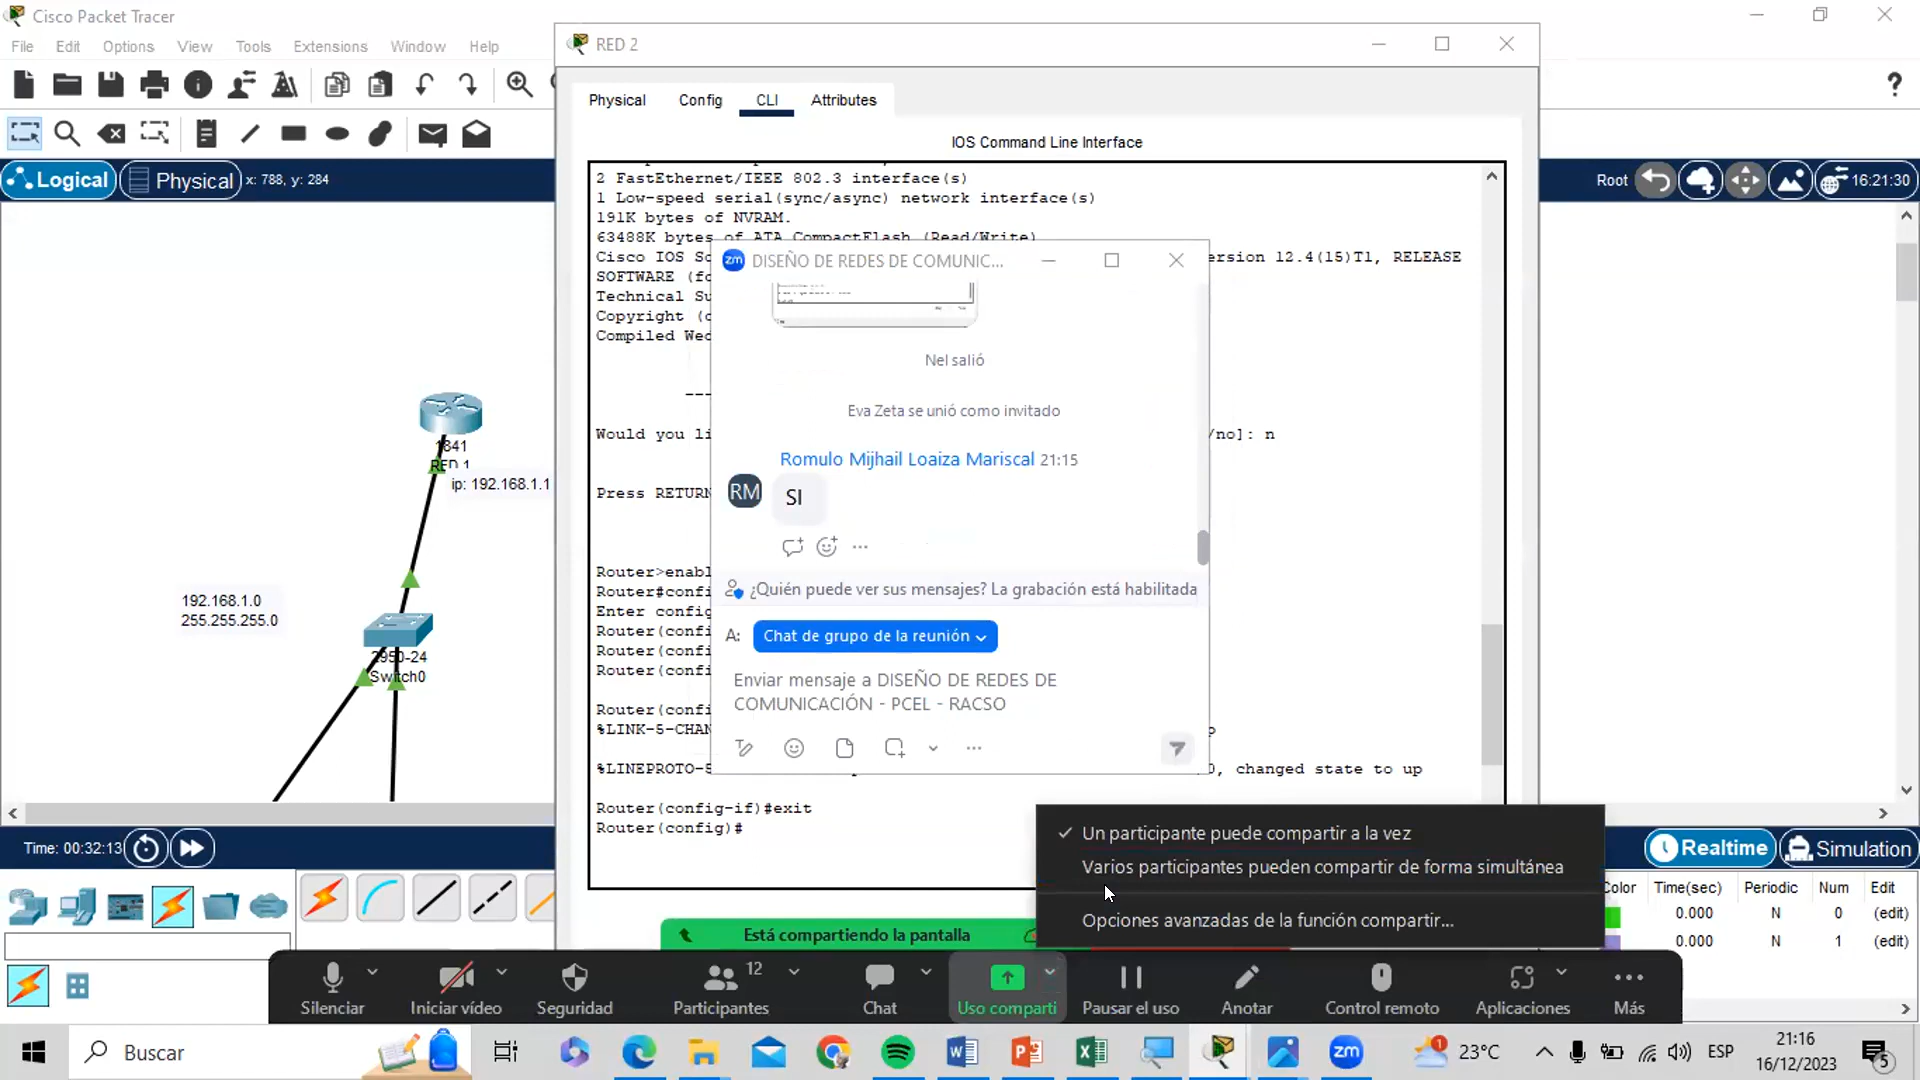 Cisco Packet Tracer
File Edit Options View Tools Extensions Window Help
RED 2
Physical Config CLI Attributes
IOS Command Line Interface
Logical Physical x: 788, y: 284
Root 16:21:30
2 FastEthernet/IEEE 802.3 interface(s)
1 Low-speed serial(sync/async) network interface(s)
191K bytes of NVRAM.
63488K bytes of ATA CompactFlash (Read/Write)
Cisco IOS So ersion 12.4(15)T1, RELEASE
SOFTWARE (fc
Technical Su
Copyright (c
Compiled Wed
Would you li /no]: n
Press RETURN
Router>enabl
Router#confi
Enter config
Router(confi
Router(confi
Router(confi
Router(confi
%LINK-5-CHAN p
%LINEPROTO-5 0, changed state to up
Router(config-if)#exit
Router(config)#
zm DISEÑO DE REDES DE COMUNIC...
Nel salió
Eva Zeta se unió como invitado
Romulo Mijhail Loaiza Mariscal 21:15
RM SI
¿Quién puede ver sus mensajes? La grabación está habilitada
A: Chat de grupo de la reunión
Enviar mensaje a DISEÑO DE REDES DE
COMUNICACIÓN - PCEL - RACSO
1841
RED 1
ip: 192.168.1.1
192.168.1.0
255.255.255.0
2950-24
Switch0
Un participante puede compartir a la vez
Varios participantes pueden compartir de forma simultánea
Opciones avanzadas de la función compartir...
Time: 00:32:13
Realtime Simulation
Color Time(sec) Periodic Num Edit
0.000 N 0 (edit)
0.000 N 1 (edit)
Está compartiendo la pantalla
12
Silenciar Iniciar vídeo Seguridad Participantes Chat Uso comparti Pausar el uso Anotar Control remoto Aplicaciones Más
Buscar
zm
1
23°C
ESP
21:16
16/12/2023
5